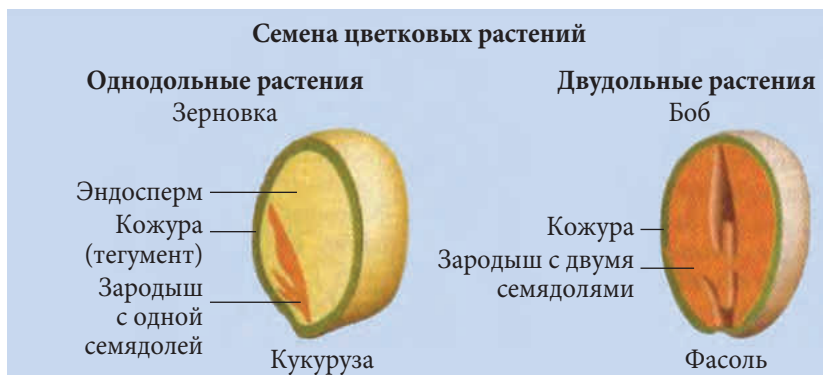 Семена цветковых растений
Однодольные растения
Зерновка
Эндосперм
Кожура
(тегумент)
Зародыш
с одной
семядолей
Кукуруза
Двудольные растения
Боб
Кожура
Зародыш с двумя
семядолями
Фасоль